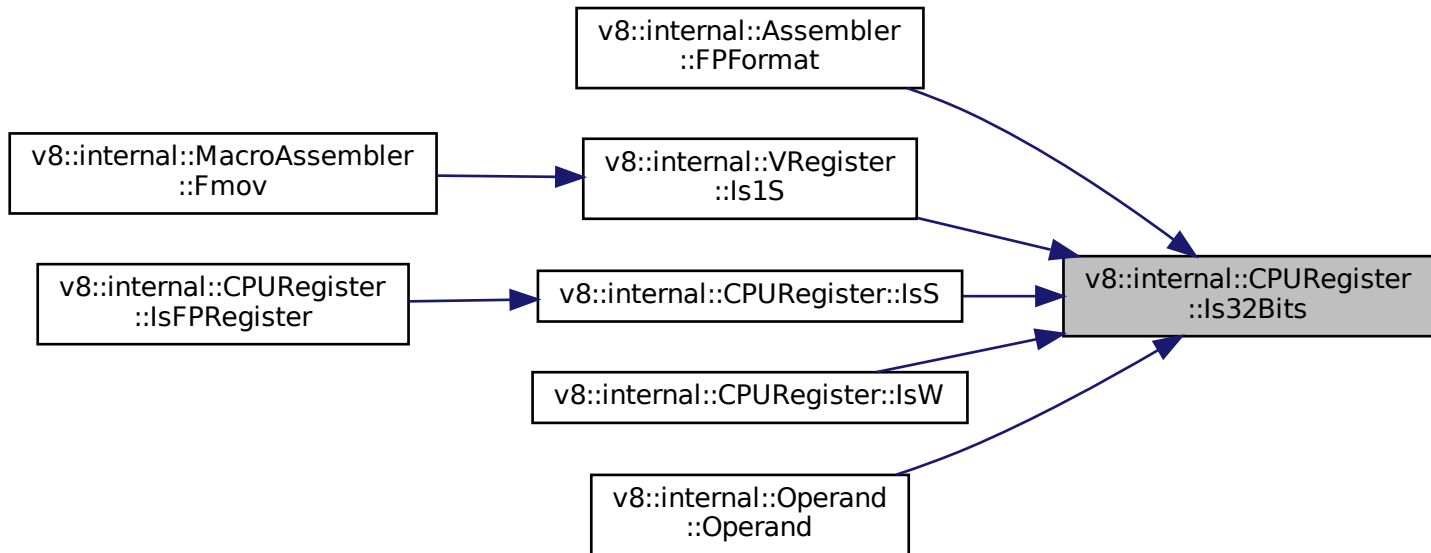 v8::internal::Assembler
::FPFormat
v8::internal::MacroAssembler
::Fmov
v8::internal::VRegister
::Is1S
v8::internal::CPURegister
::IsFPRegister
v8::internal::CPURegister::IsS
v8::internal::CPURegister
::Is32Bits
v8::internal::CPURegister::IsW
v8::internal::Operand
::Operand